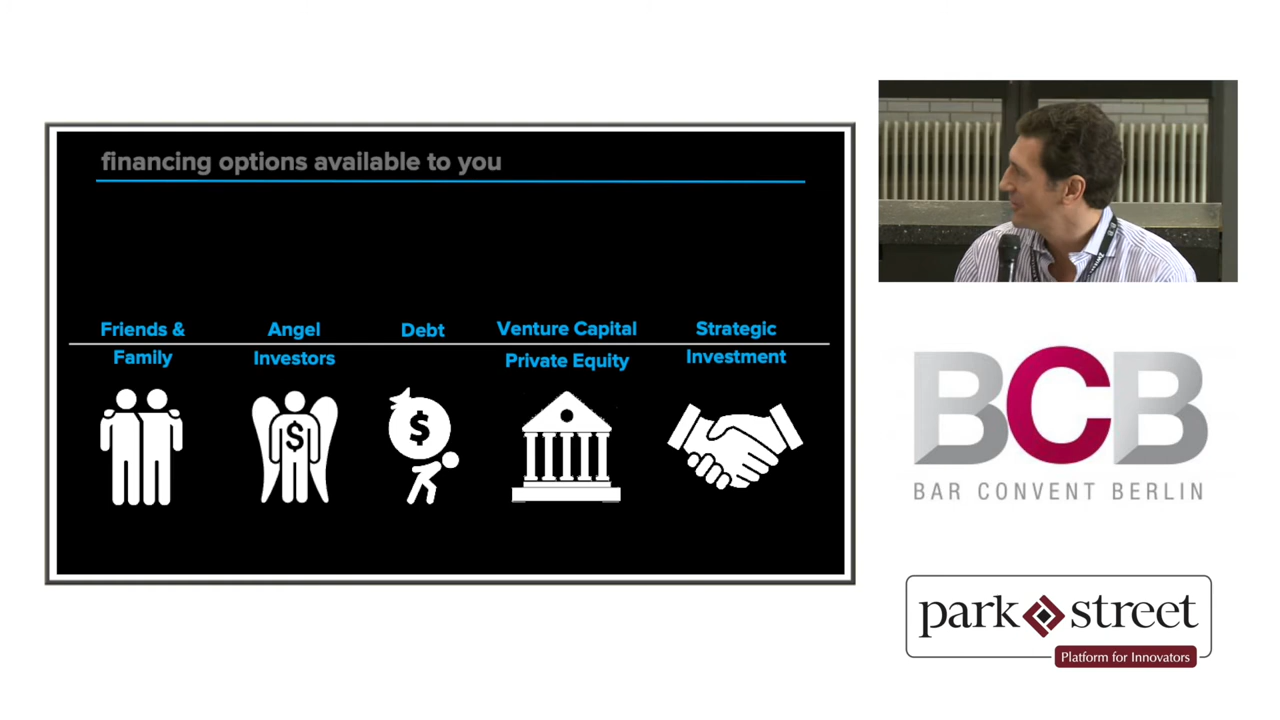 financing options available to you
Friends &
Family
Angel
Investors
Debt
Venture Capital
Private Equity
Strategic
Investment
$
$
BCB
BAR CONVENT BERLIN
park street
Platform for Innovators